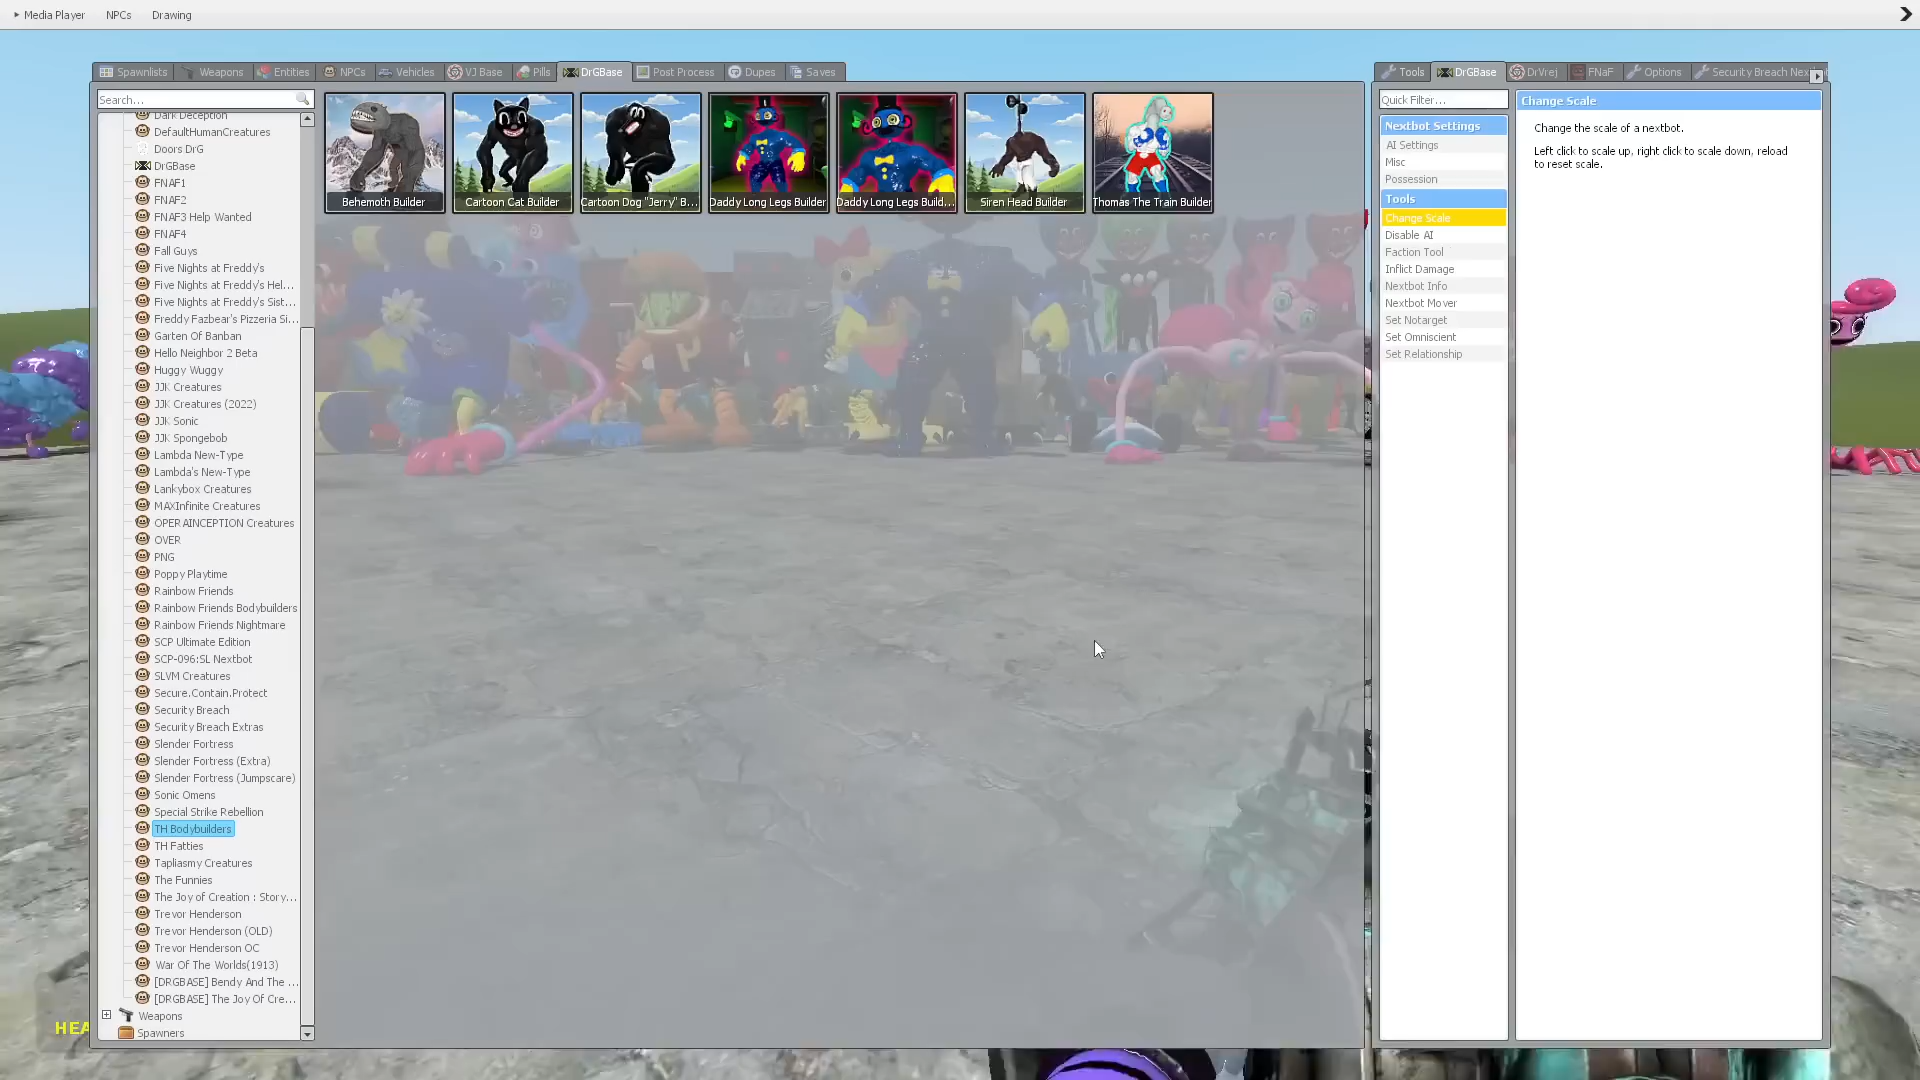 Media Player NPCs Drawing
Spawnlists Weapons Entities NPCs Vehicles VJ Base Pills DrGBase Post Process Dupes Saves
Tools DrGBase DrVrej FNaF Options Security Breach
Search...
Dark Deception
DefaultHumanCreatures
Doors DrG
DrGBase
FNAF1
FNAF2
FNAF3 Help Wanted
FNAF4
Fall Guys
Five Nights at Freddy's
Five Nights at Freddy's Hel...
Five Nights at Freddy's Sist...
Freddy Fazbear's Pizzeria Si...
Garten Of Banban
Hello Neighbor 2 Beta
Huggy Wuggy
JJK Creatures
JJK Creatures (2022)
JJK Sonic
JJK Spongebob
Lambda New-Type
Lambda's New-Type
Lankybox Creatures
MAXInfinite Creatures
OPERAINCEPTION Creatures
OVER
PNG
Poppy Playtime
Rainbow Friends
Rainbow Friends Bodybuilders
Rainbow Friends Nightmare
SCP Ultimate Edition
SCP-096:SL Nextbot
SLVM Creatures
Secure.Contain.Protect
Security Breach
Security Breach Extras
Slender Fortress
Slender Fortress (Extra)
Slender Fortress (Jumpscare)
Sonic Omens
Special Strike Rebellion
TH Bodybuilders
TH Fatties
Tapliasmy Creatures
The Funnies
The Joy of Creation : Story...
Trevor Henderson
Trevor Henderson (OLD)
Trevor Henderson OC
War Of The Worlds(1913)
[DRGBASE] Bendy And The ...
[DRGBASE] The Joy Of Cre...
Weapons
Spawners
HEA
Behemoth Builder
Cartoon Cat Builder
Cartoon Dog "Jerry" B...
Daddy Long Legs Builder
Daddy Long Legs Build...
Siren Head Builder
Thomas The Train Builder
Quick Filter...
Nextbot Settings
AI Settings
Misc
Possession
Tools
Change Scale
Disable AI
Faction Tool
Inflict Damage
Nextbot Info
Nextbot Mover
Set Notarget
Set Omniscient
Set Relationship
Change Scale
Change the scale of a nextbot.
Left click to scale up, right click to scale down, reload
to reset scale.